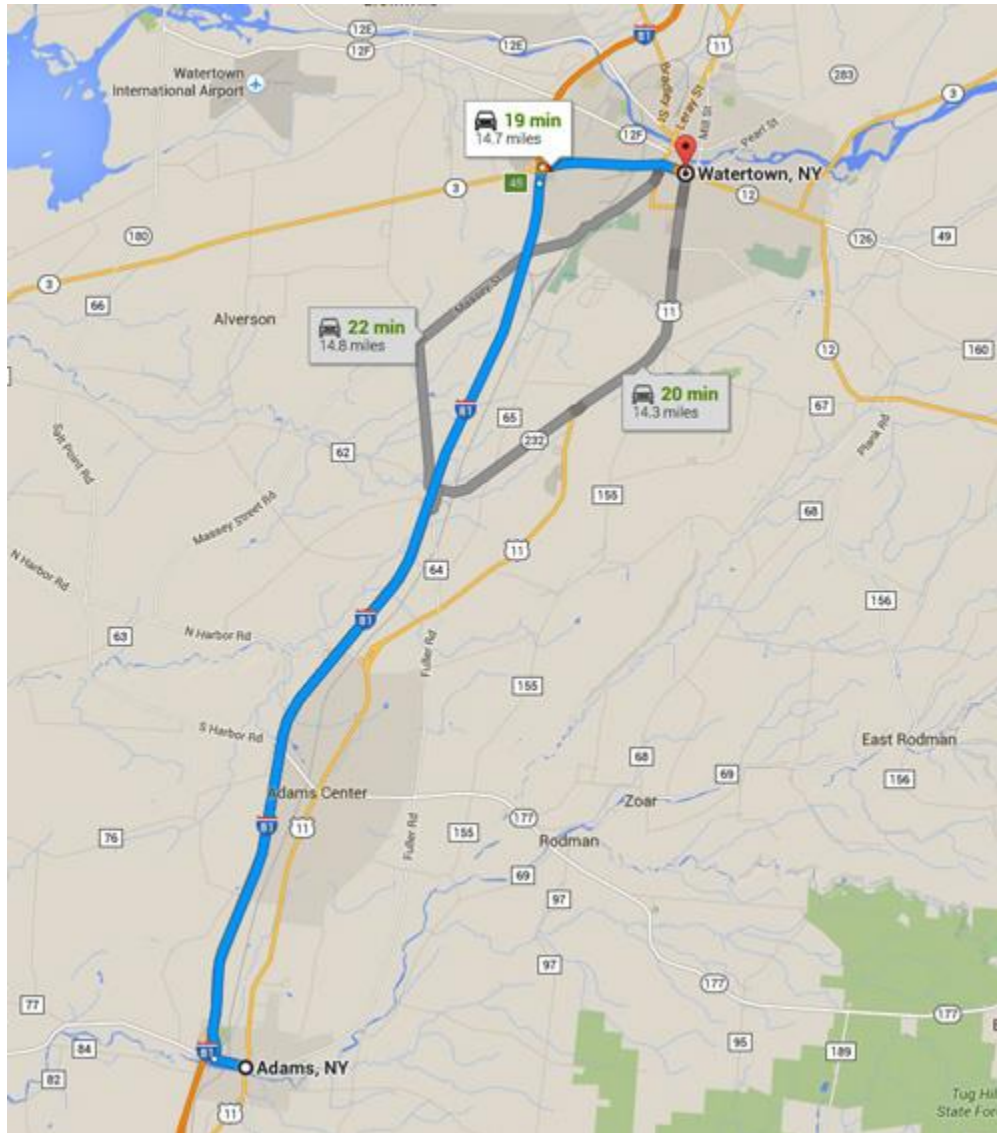 12E
12F
12E
81
11
283
3
Watertown
International Airport
Bradley St
Leray St
Mill St
Pearl St
12F
19 min
14.7 miles
45
3
Watertown, NY
12
180
126
49
3
66
Massey St
Alverson
22 min
14.8 miles
11
12
160
20 min
14.3 miles
81
65
67
232
Salt Point Rd
62
Plank Rd
155
68
Massey Street Rd
11
N Harbor Rd
64
156
81
63
N Harbor Rd
Fuller Rd
155
S Harbor Rd
East Rodman
68
69
156
Adams Center
Zoar
177
81
11
76
155
Fuller Rd
Rodman
69
97
97
177
77
177
95
84
81
189
Adams, NY
82
11
Tug Hill
State For